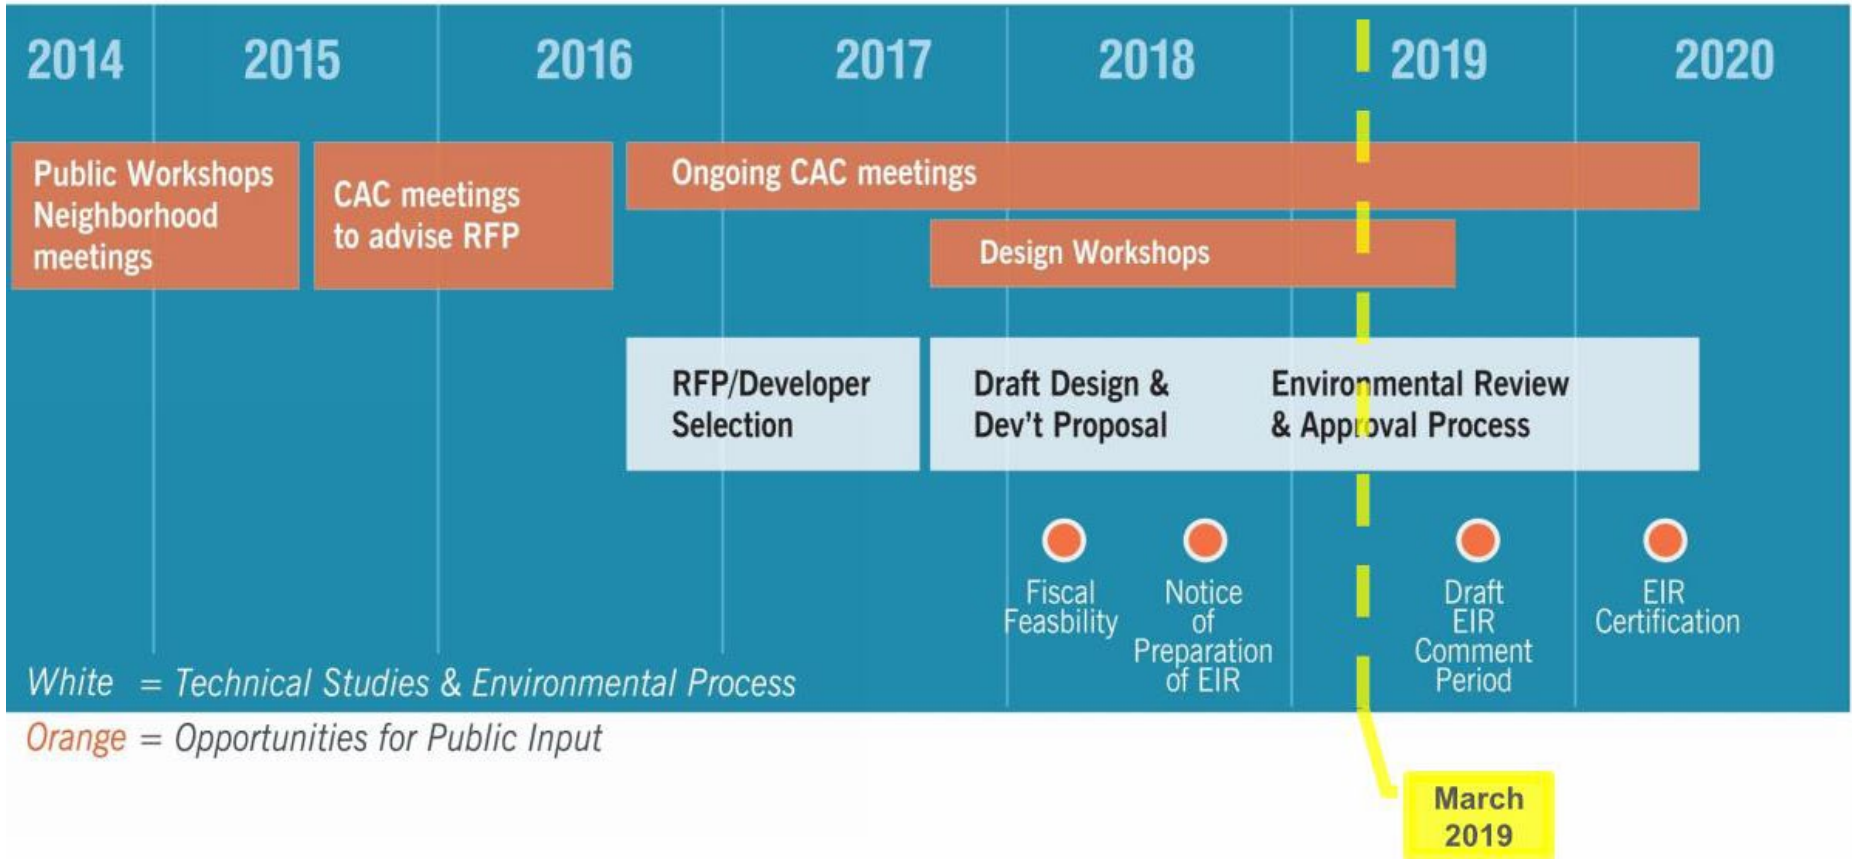 2014 2015 2016 2017 2018 2019 2020
Public Workshops
Neighborhood
meetings
CAC meetings
to advise RFP
Ongoing CAC meetings
Design Workshops
RFP/Developer
Selection
Draft Design &
Dev't Proposal
Environmental Review
& Approval Process
Fiscal
Feasbility
Notice
of
Preparation
of EIR
Draft
EIR
Comment
Period
EIR
Certification
White = Technical Studies & Environmental Process
Orange = Opportunities for Public Input
March
2019